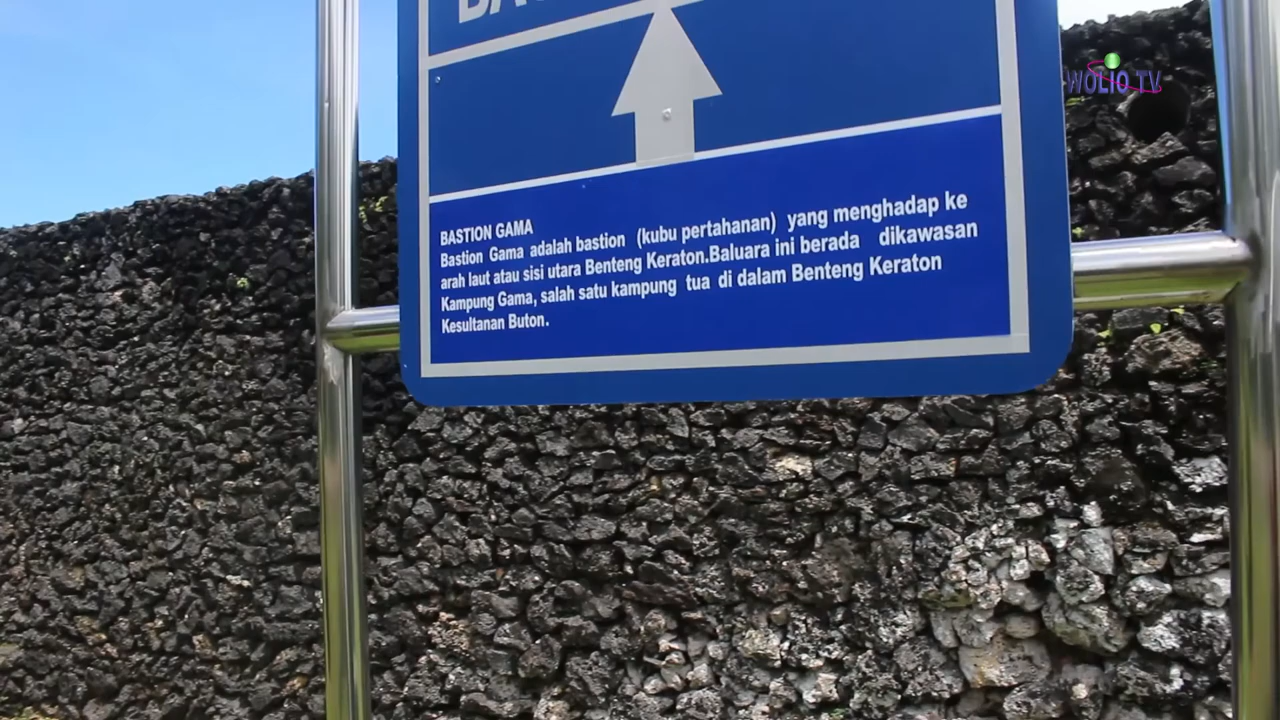 WOLIO TV
BASTION GAMA
Bastion Gama adalah bastion (kubu pertahanan) yang menghadap ke
arah laut atau sisi utara Benteng Keraton.Baluara ini berada dikawasan
Kampung Gama, salah satu kampung tua di dalam Benteng Keraton
Kesultanan Buton.